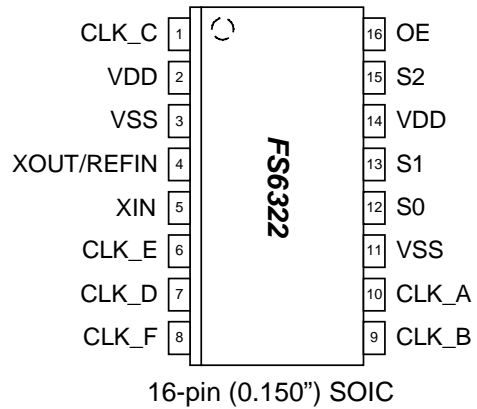 CLK_C 1 16 OE
VDD 2 15 S2
VSS 3 14 VDD
XOUT/REFIN 4 13 S1
XIN 5 12 S0
CLK_E 6 11 VSS
CLK_D 7 10 CLK_A
CLK_F 8 9 CLK_B
FS6322
16-pin (0.150") SOIC